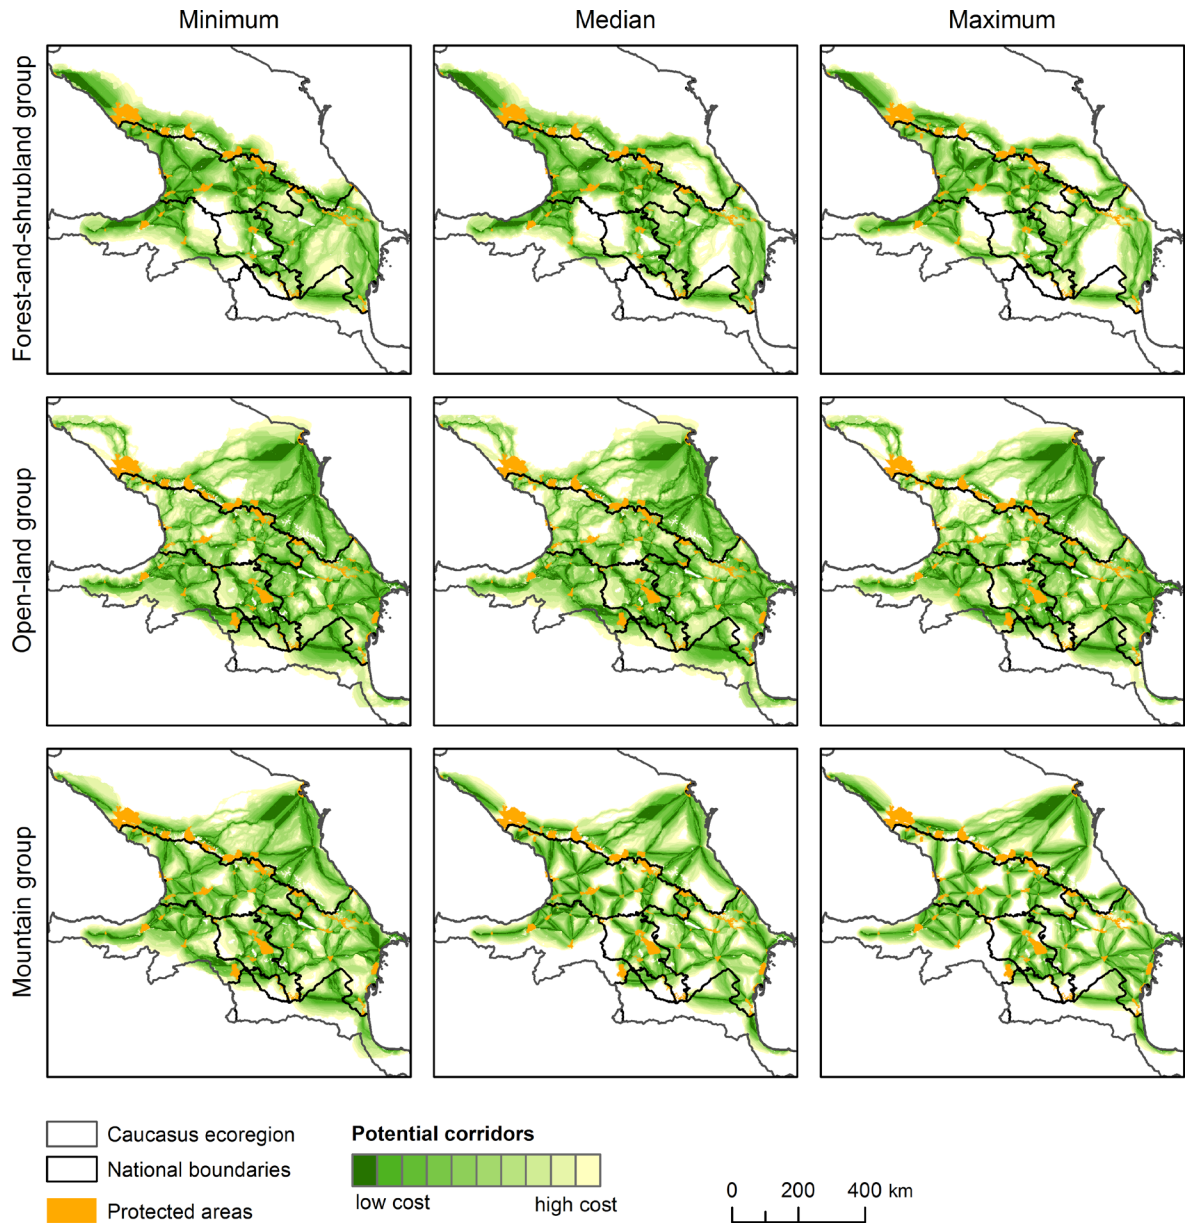 Minimum Median Maximum
Forest-and-shrubland group
Open-land group
Mountain group
Caucasus ecoregion
National boundaries
Protected areas
Potential corridors
low cost high cost
0 200 400 km